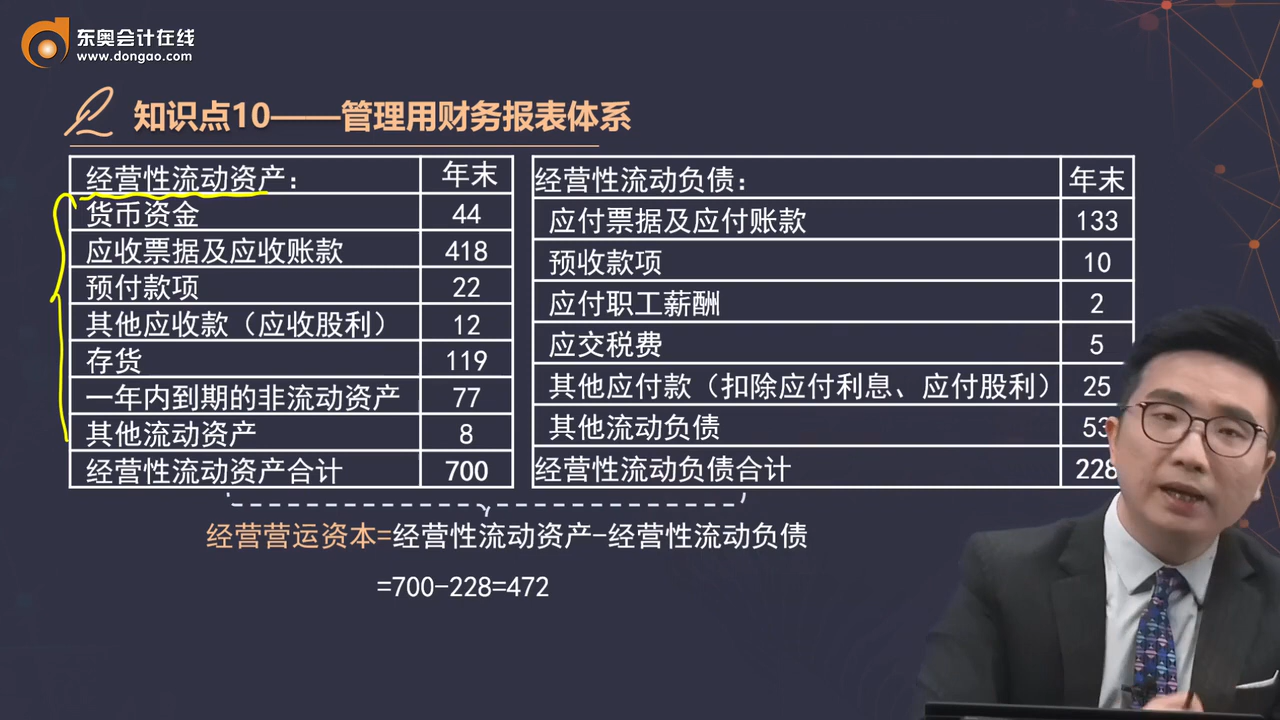 东奥会计在线
www.dongao.com
知识点10——管理用财务报表体系
经营性流动资产： 年末
货币资金 44
应收票据及应收账款 418
预付款项 22
其他应收款（应收股利） 12
存货 119
一年内到期的非流动资产 77
其他流动资产 8
经营性流动资产合计 700
经营性流动负债： 年末
应付票据及应付账款 133
预收款项 10
应付职工薪酬 2
应交税费 5
其他应付款（扣除应付利息、应付股利） 25
其他流动负债 53
经营性流动负债合计 228
经营营运资本=经营性流动资产-经营性流动负债
=700-228=472